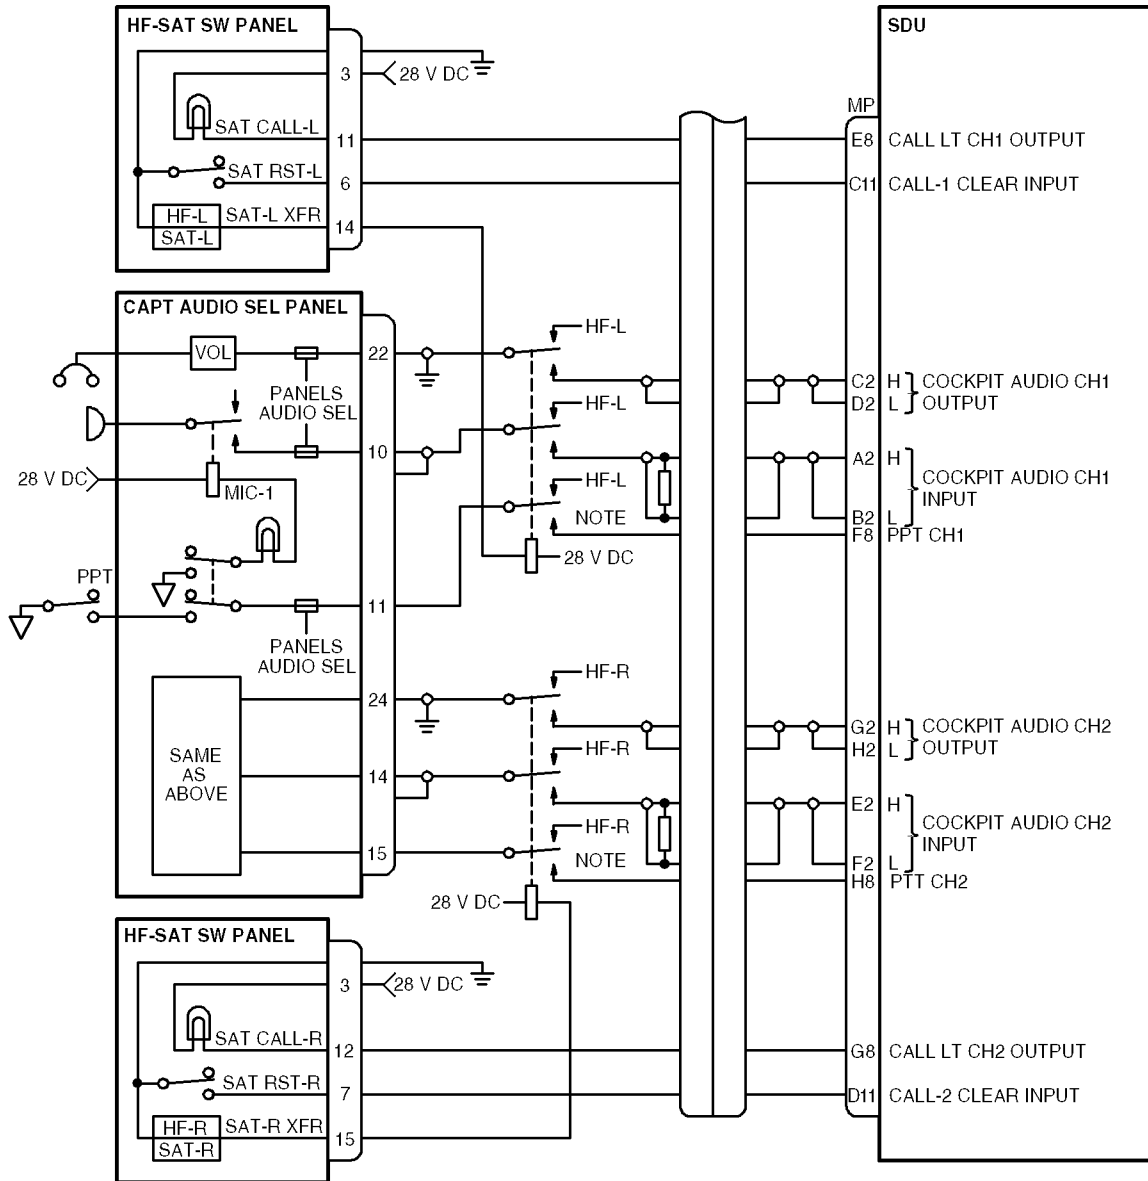 HF-SAT SW PANEL
SDU
3
28 V DC
MP
SAT CALL-L
11
E8 CALL LT CH1 OUTPUT
SAT RST-L
6
C11 CALL-1 CLEAR INPUT
HF-L
SAT-L
SAT-L XFR
14
CAPT AUDIO SEL PANEL
HF-L
VOL
22
PANELS
AUDIO SEL
C2 H
D2 L
COCKPIT AUDIO CH1
OUTPUT
HF-L
10
A2 H
28 V DC
MIC-1
HF-L
COCKPIT AUDIO CH1
INPUT
NOTE
B2 L
F8 PPT CH1
28 V DC
PPT
11
PANELS
AUDIO SEL
HF-R
24
G2 H
H2 L
COCKPIT AUDIO CH2
OUTPUT
SAME
AS
ABOVE
HF-R
14
E2 H
HF-R
COCKPIT AUDIO CH2
INPUT
15
NOTE
F2 L
H8 PTT CH2
28 V DC
HF-SAT SW PANEL
3
28 V DC
SAT CALL-R
12
G8 CALL LT CH2 OUTPUT
SAT RST-R
7
D11 CALL-2 CLEAR INPUT
HF-R
SAT-R
SAT-R XFR
15